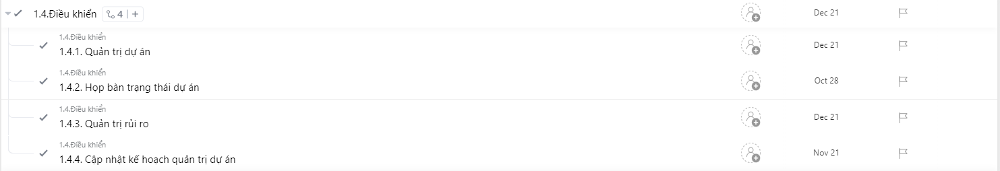 1.4.Điều khiển 4 + Dec 21
1.4.Điều khiển
1.4.1. Quản trị dự án Dec 21
1.4.Điều khiển
1.4.2. Họp bàn trạng thái dự án Oct 28
1.4.Điều khiển
1.4.3. Quản trị rủi ro Dec 21
1.4.Điều khiển
1.4.4. Cập nhật kế hoạch quản trị dự án Nov 21